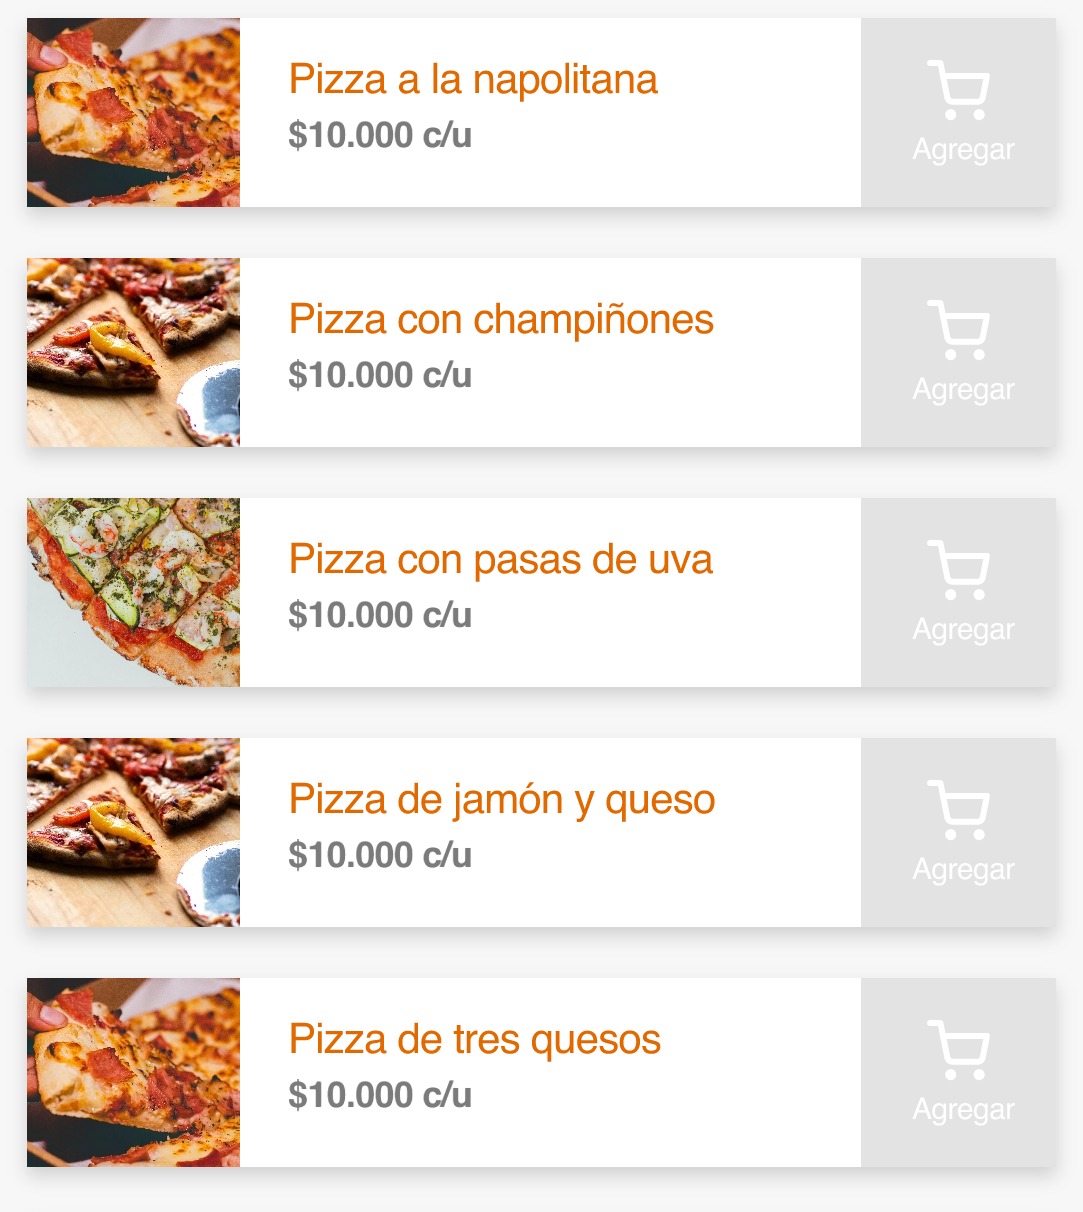 Pizza a la napolitana
$10.000 c/u
Agregar
Pizza con champiñones
$10.000 c/u
Agregar
Pizza con pasas de uva
$10.000 c/u
Agregar
Pizza de jamón y queso
$10.000 c/u
Agregar
Pizza de tres quesos
$10.000 c/u
Agregar